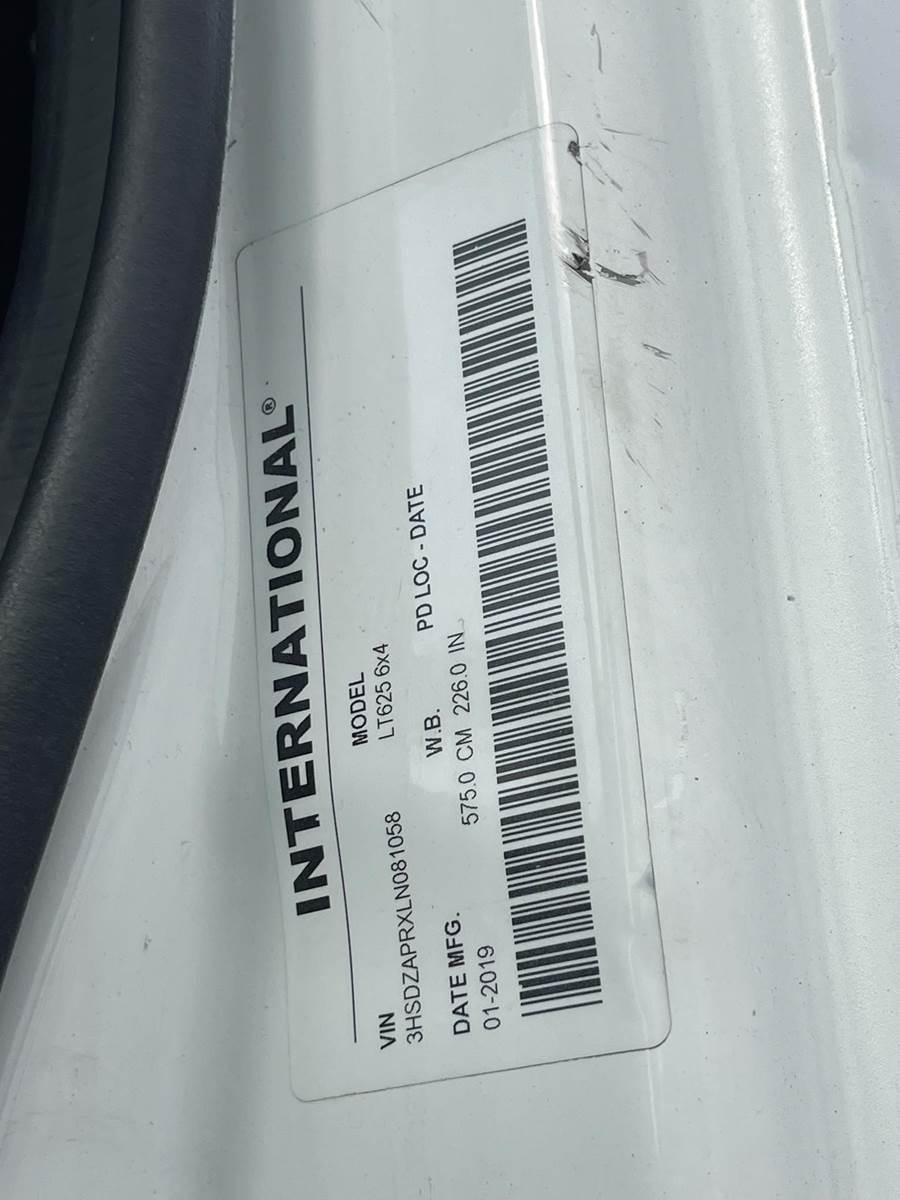 INTERNATIONAL®
VIN
3HSDZAPRXLN081058
MODEL
LT625 6x4
DATE MFG.
01-2019
W.B.
575.0 CM 226.0 IN
PD LOC - DATE